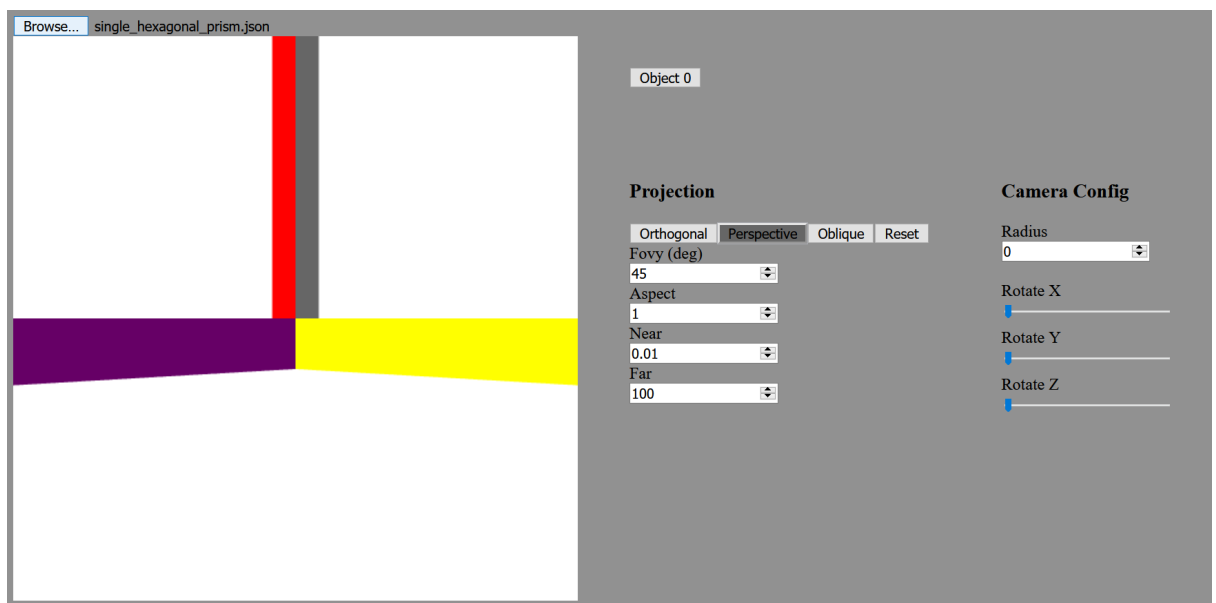 Browse... single_hexagonal_prism.json
Object 0
Projection
Orthogonal Perspective Oblique Reset
Fovy (deg)
45
Aspect
1
Near
0.01
Far
100
Camera Config
Radius
0
Rotate X
Rotate Y
Rotate Z